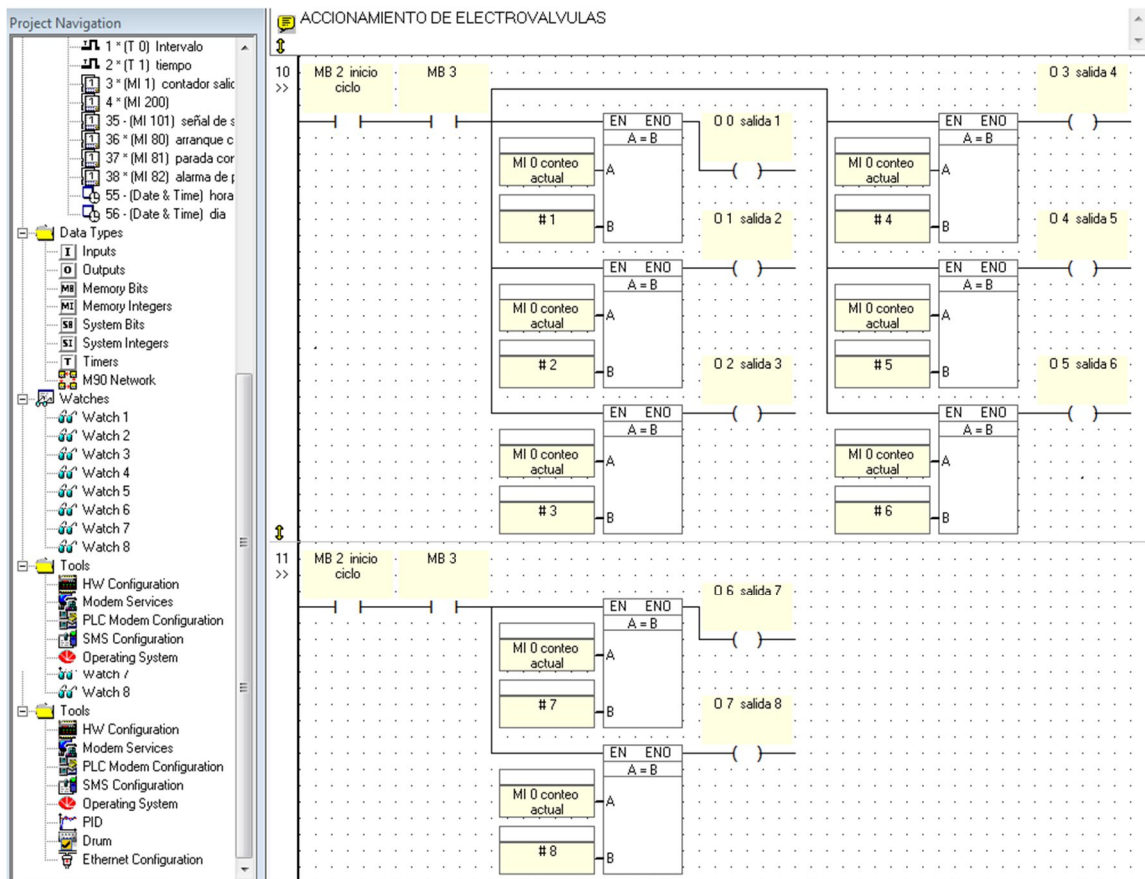 Project Navigation
1 * (T 0) Intervalo
2 * (T 1) tiempo
3 * (MI 1) contador salic
4 * (MI 200)
35 - (MI 101) señal de s
36 * (MI 80) arranque c
37 * (MI 81) parada cor
38 * (MI 82) alarma de p
55 - (Date & Time) hora
56 - (Date & Time) dia
Data Types
I Inputs
O Outputs
MB Memory Bits
MI Memory Integers
SB System Bits
SI System Integers
T Timers
M90 Network
Watches
Watch 1
Watch 2
Watch 3
Watch 4
Watch 5
Watch 6
Watch 7
Watch 8
Tools
HW Configuration
Modem Services
PLC Modem Configuration
SMS Configuration
Operating System
Watch 7
Watch 8
Tools
HW Configuration
Modem Services
PLC Modem Configuration
SMS Configuration
Operating System
PID
Drum
Ethernet Configuration
ACCIONAMIENTO DE ELECTROVALVULAS
10
>>
MB 2 inicio
ciclo
MB 3
EN ENO
A = B
MI 0 conteo
actual
A
# 1
B
O 0 salida 1
EN ENO
A = B
MI 0 conteo
actual
A
# 2
B
O 1 salida 2
EN ENO
A = B
MI 0 conteo
actual
A
# 3
B
O 2 salida 3
EN ENO
A = B
MI 0 conteo
actual
A
# 4
B
O 3 salida 4
EN ENO
A = B
MI 0 conteo
actual
A
# 5
B
O 4 salida 5
EN ENO
A = B
MI 0 conteo
actual
A
# 6
B
O 5 salida 6
11
>>
MB 2 inicio
ciclo
MB 3
EN ENO
A = B
MI 0 conteo
actual
A
# 7
B
O 6 salida 7
EN ENO
A = B
MI 0 conteo
actual
A
# 8
B
O 7 salida 8